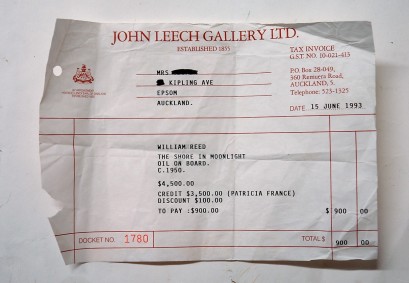 JOHN LEECH GALLERY LTD.
ESTABLISHED 1855
TAX INVOICE
G.S.T. NO. 10-021-413
P.O. Box 28-049,
360 Remuera Road,
AUCKLAND, 5.
Telephone: 523-1325
MRS
KIPLING AVE
EPSOM
AUCKLAND.
DATE 15 JUNE 1993
WILLIAM REED
THE SHORE IN MOONLIGHT
OIL ON BOARD.
C.1950.
$4,500.00
CREDIT $3,500.00 (PATRICIA FRANCE)
DISCOUNT $100.00
TO PAY :$900.00 $ 900 00
DOCKET NO. 1780 TOTAL $ 900 00